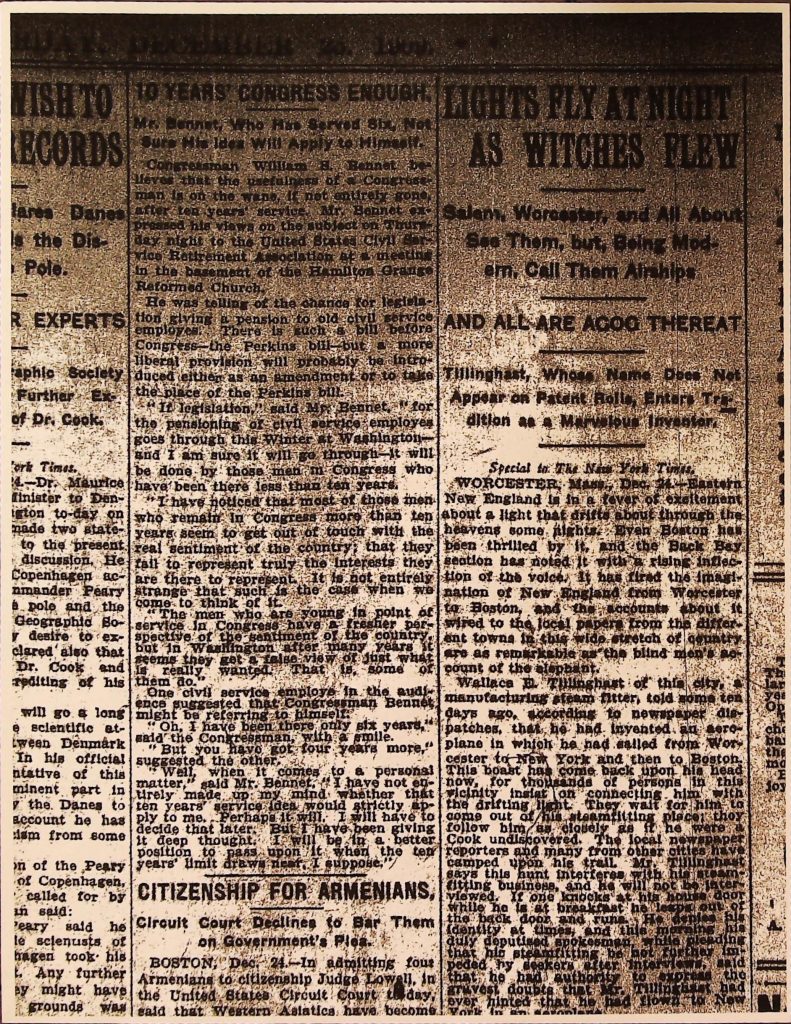 DAY, DECEMBER 25, 1909.
WISH TO
RECORDS
lares Danes
s the Dis-
Pole.
R EXPERTS
raphic Society
Further Ex-
of Dr. Cook.
ork Times.
4.—Dr. Maurice
Minister to Den-
gton to-day on
made two state-
to the present
discussion. He
Copenhagen ac-
mmander Peary
pole and the
Geographic So-
desire to ex-
clared also that
Dr. Cook and
rediting of his
will go a long
scientific at-
tween Denmark
In his official
ntative of this
minent part in
the Danes to
account he has
ism from some
on of the Peary
of Copenhagen,
called for by
in said:
eary said he
le scientists of
hagen took his
t. Any further
ey might have
grounds was
10 YEARS' CONGRESS ENOUGH.
Mr. Bennet, Who Has Served Six, Not
Sure His Idea Will Apply to Himself.
Congressman William S. Bennet be-
lieves that the usefulness of a Congress-
man is on the wane, if not entirely gone,
after ten years' service. Mr. Bennet ex-
pressed his views on the subject on Thurs-
day night to the United States Civil Ser-
vice Retirement Association at a meeting
in the basement of the Hamilton Grange
Reformed Church.
He was telling of the chance for legisla-
tion giving a pension to old civil service
employes. There is such a bill before
Congress—the Perkins bill—but a more
liberal provision will probably be intro-
duced either as an amendment or to take
the place of the Perkins bill.
"If legislation," said Mr. Bennet, "for
the pensioning of civil service employes
goes through this Winter at Washington—
and I am sure it will go through—it will
be done by those men in Congress who
have been there less than ten years.
"I have noticed that most of those men
who remain in Congress more than ten
years seem to get out of touch with the
real sentiment of the country; that they
fail to represent truly the interests they
are there to represent. It is not entirely
strange that such is the case when we
come to think of it.
"The men who are young in point of
service in Congress have a fresher per-
spective of the sentiment of the country,
but in Washington after many years it
seems they get a false view of just what
is really wanted. That is, some of
them do."
One civil service employe in the audi-
ence suggested that Congressman Bennet
might be referring to himself.
"Oh, I have been there only six years,"
said the Congressman, with a smile.
"But you have got four years more,"
suggested the other.
"Well, when it comes to a personal
matter," said Mr. Bennet, "I have not en-
tirely made up my mind whether that
ten years' service idea would strictly ap-
ply to me. Perhaps it will. I will have to
decide that later. But I have been giving
it deep thought. I will be in a better
position to pass upon it when the ten
years' limit draws near, I suppose."
CITIZENSHIP FOR ARMENIANS.
Circuit Court Declines to Bar Them
on Government's Plea.
BOSTON, Dec. 24.—In admitting four
Armenians to citizenship Judge Lowell, in
the United States Circuit Court to-day,
said that Western Asiatics have become
LIGHTS FLY AT NIGHT
AS WITCHES FLEW
Salem, Worcester, and All About
See Them, but, Being Mod-
ern, Call Them Airships
AND ALL ARE AGOG THEREAT
Tillinghast, Whose Name Does Not
Appear on Patent Rolls, Enters Tra-
dition as a Marvelous Inventor.
Special to The New York Times.
WORCESTER, Mass., Dec. 24.—Eastern
New England is in a fever of excitement
about a light that drifts about through the
heavens some nights. Even Boston has
been thrilled by it, and the Back Bay
section has noted it with a rising inflec-
tion of the voice. It has fired the imagi-
nation of New England from Worcester
to Boston, and the accounts about it
wired to the local papers from the differ-
ent towns in this wide stretch of country
are as remarkable as the blind men's ac-
count of the elephant.
Wallace E. Tillinghast of this city, a
manufacturing steam fitter, told some ten
days ago, according to newspaper dis-
patches, that he had invented an aero-
plane in which he had sailed from Wor-
cester to New York and then to Boston.
This boast has come back upon his head
now, for thousands of persons in this
vicinity insist on connecting him with
the drifting light. They wait for him to
come out of his steamfitting place; they
follow him as closely as if he were a
Cook undiscovered. The local newspaper
reporters and many from other cities have
camped upon his trail. Mr. Tillinghast
says this hunt interferes with his steam-
fitting business, and he will not be inter-
viewed. If one knocks at his house door
while he is at breakfast he leaps out of
the back door and runs. He denies his
identity at times, and this morning his
duly deputised spokesman, while pleading
that his steamfitting be not further im-
peded by seekers after interviews, said
that he had authority to express the
gravest doubts that Mr. Tillinghast had
ever hinted that he had flown to New
York in an aeroplane.